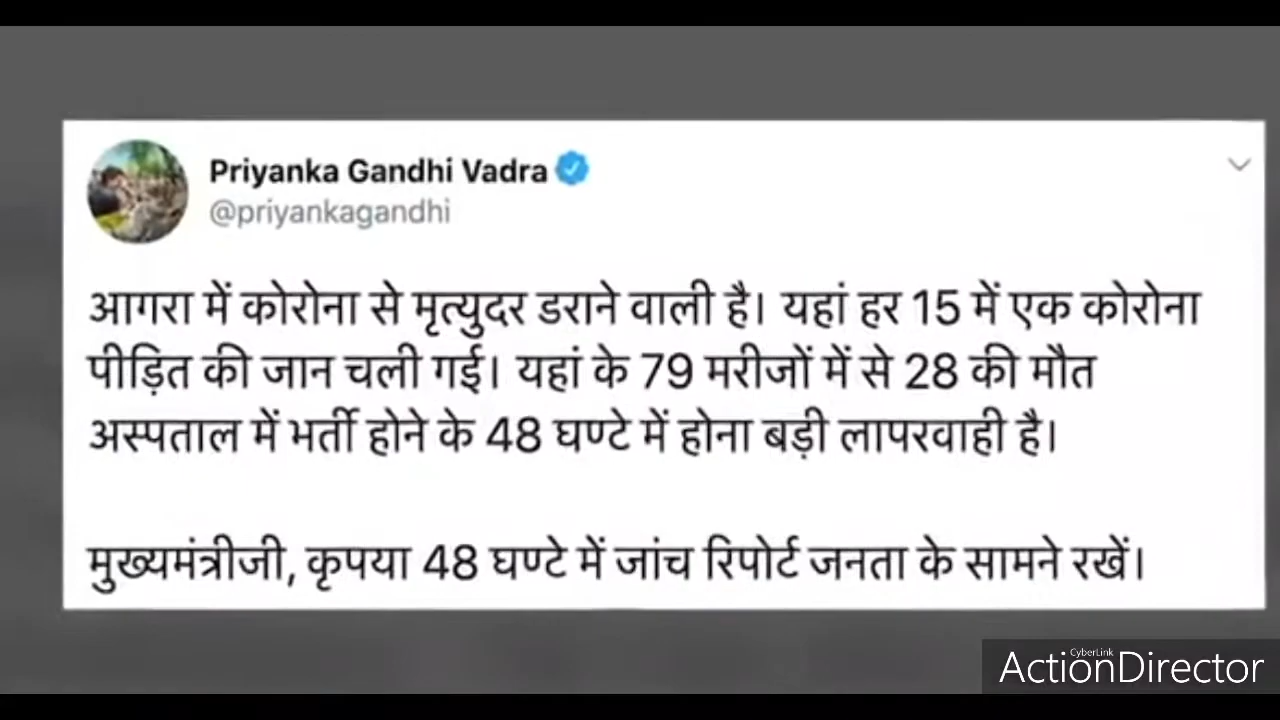 Priyanka Gandhi Vadra
@priyankagandhi
आगरा में कोरोना से मृत्युदर डराने वाली है। यहां हर 15 में एक कोरोना
पीड़ित की जान चली गई। यहां के 79 मरीजों में से 28 की मौत
अस्पताल में भर्ती होने के 48 घण्टे में होना बड़ी लापरवाही है।
मुख्यमंत्रीजी, कृपया 48 घण्टे में जांच रिपोर्ट जनता के सामने रखें।
CyberLink
ActionDirector